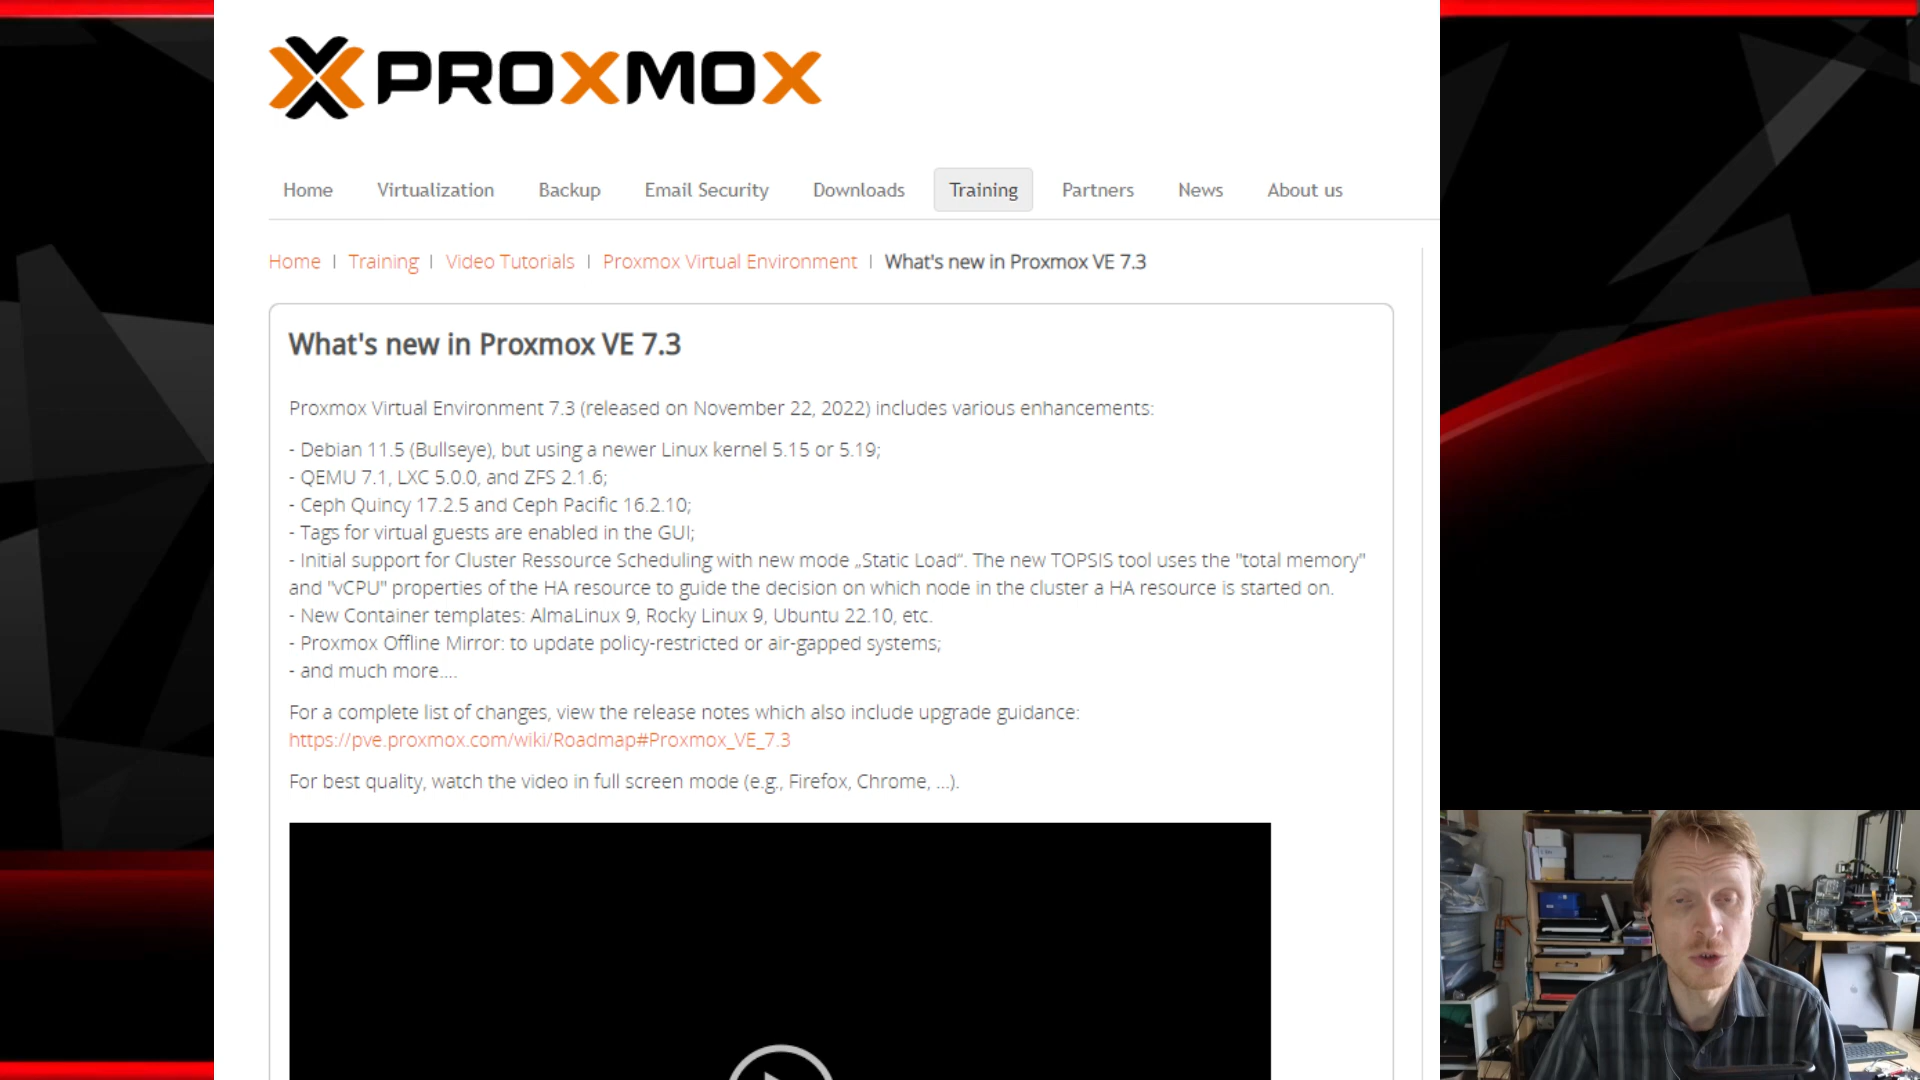 PROXMOX
Home Virtualization Backup Email Security Downloads Training Partners News About us
Home | Training | Video Tutorials | Proxmox Virtual Environment | What's new in Proxmox VE 7.3
What's new in Proxmox VE 7.3
Proxmox Virtual Environment 7.3 (released on November 22, 2022) includes various enhancements:
- Debian 11.5 (Bullseye), but using a newer Linux kernel 5.15 or 5.19;
- QEMU 7.1, LXC 5.0.0, and ZFS 2.1.6;
- Ceph Quincy 17.2.5 and Ceph Pacific 16.2.10;
- Tags for virtual guests are enabled in the GUI;
- Initial support for Cluster Ressource Scheduling with new mode „Static Load“. The new TOPSIS tool uses the "total memory"
and "vCPU" properties of the HA resource to guide the decision on which node in the cluster a HA resource is started on.
- New Container templates: AlmaLinux 9, Rocky Linux 9, Ubuntu 22.10, etc.
- Proxmox Offline Mirror: to update policy-restricted or air-gapped systems;
- and much more....
For a complete list of changes, view the release notes which also include upgrade guidance:
https://pve.proxmox.com/wiki/Roadmap#Proxmox_VE_7.3
For best quality, watch the video in full screen mode (e.g., Firefox, Chrome, ...).